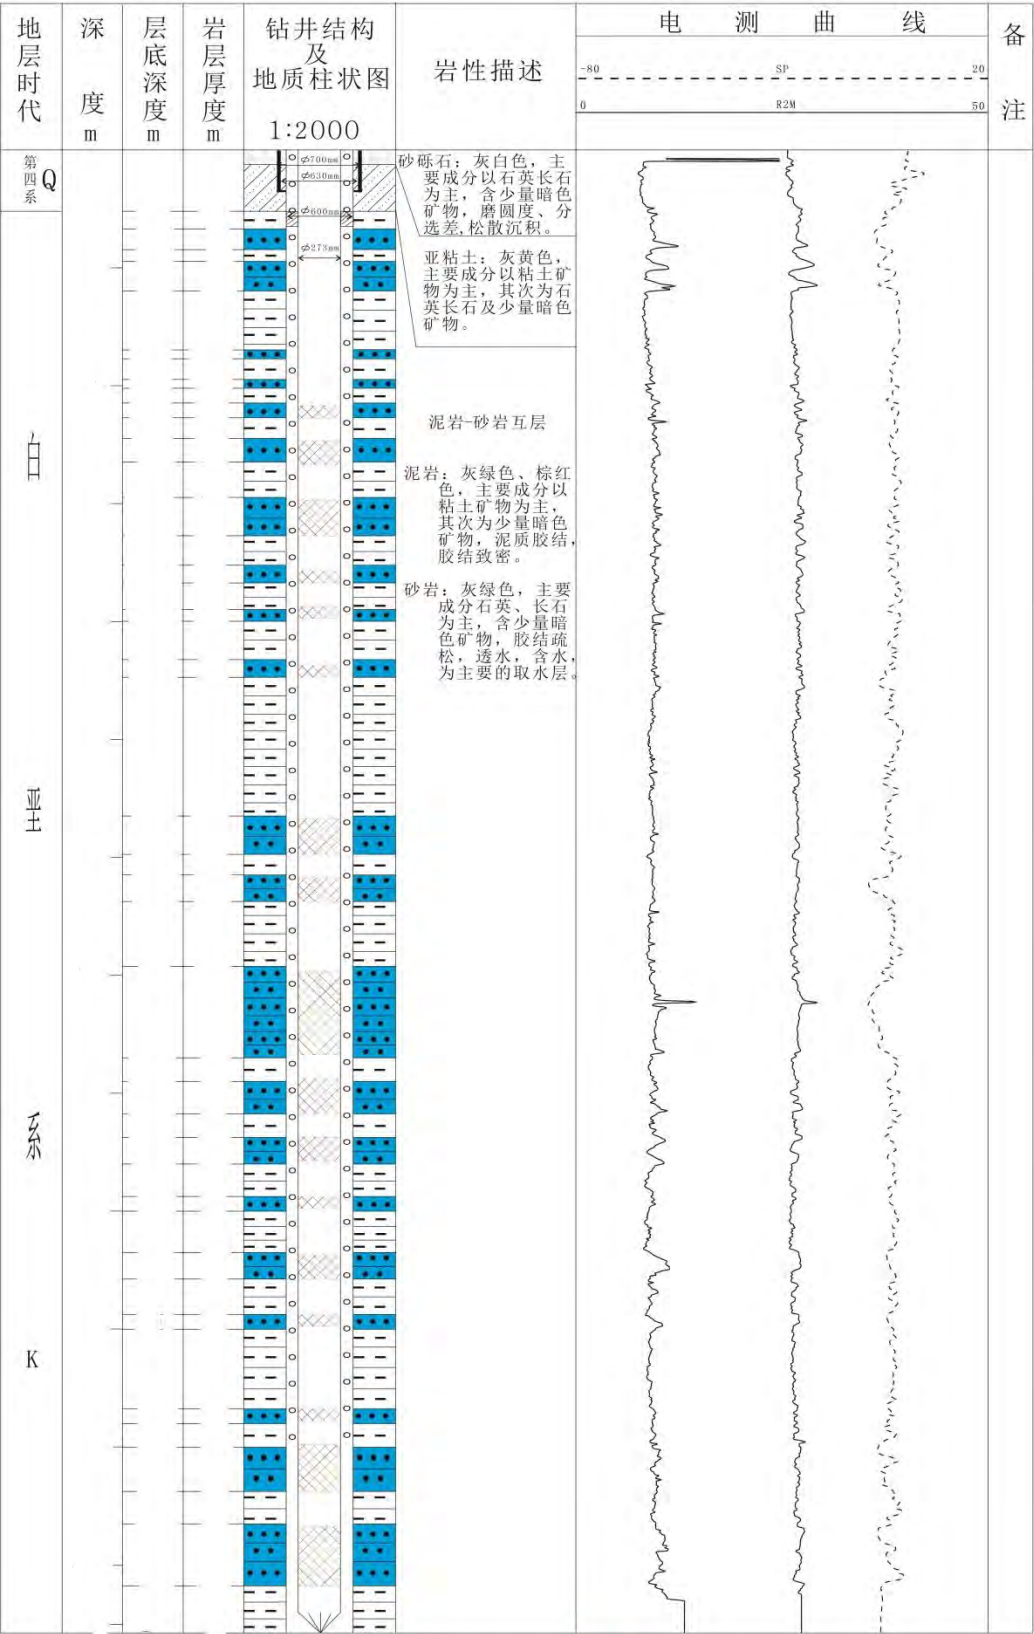 地层时代
深度 m
层底深度 m
岩层厚度 m
钻井结构
及
地质柱状图
1:2000
岩性描述
电测曲线
-80 SP 20
0 R2M 50
备注
第四系 Q
白亚系 K
φ700mm
φ630mm
φ600mm
φ273mm
砂砾石：灰白色，主
要成分以石英长石
为主，含少量暗色
矿物，磨圆度、分
选差,松散沉积。
亚粘土：灰黄色，
主要成分以粘土矿
物为主，其次为石
英长石及少量暗色
矿物。
泥岩-砂岩互层
泥岩：灰绿色、棕红
色，主要成分以
粘土矿物为主，
其次为少量暗色
矿物，泥质胶结，
胶结致密。
砂岩：灰绿色，主要
成分石英、长石
为主，含少量暗
色矿物，胶结疏
松，透水，含水，
为主要的取水层。